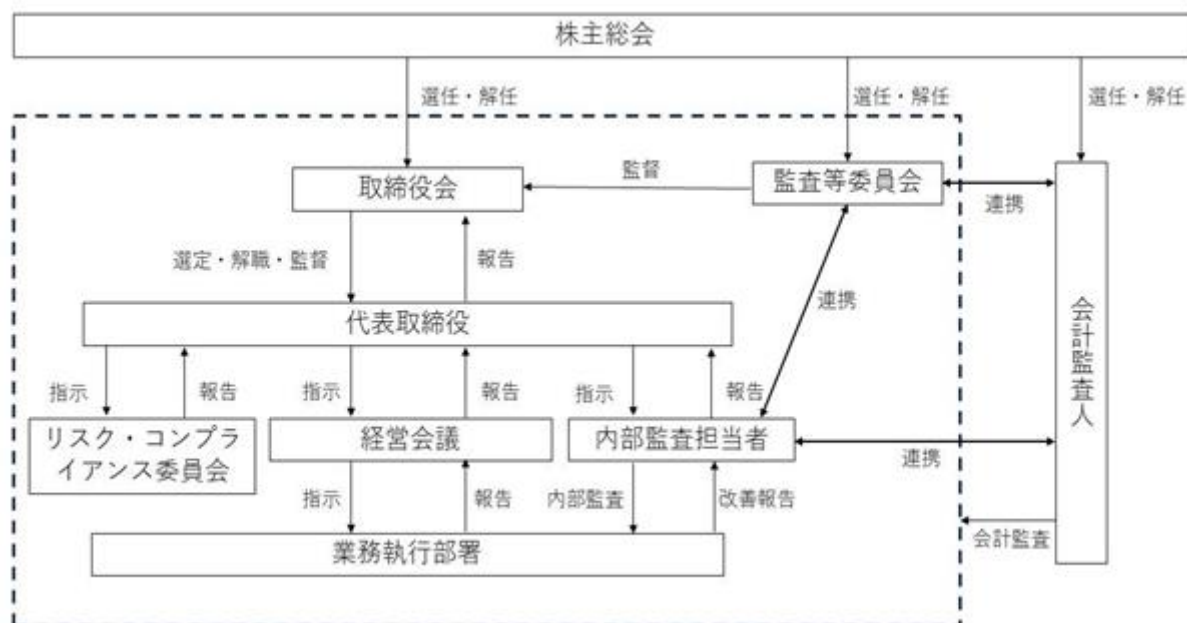 株主総会
選任・解任
選任・解任
選任・解任
取締役会
監督
監査等委員会
連携
選定・解職・監督
報告
連携
代表取締役
会計監査人
指示
報告
指示
報告
指示
報告
リスク・コンプラ
イアンス委員会
経営会議
内部監査担当者
連携
指示
報告
内部監査
改善報告
会計監査
業務執行部署